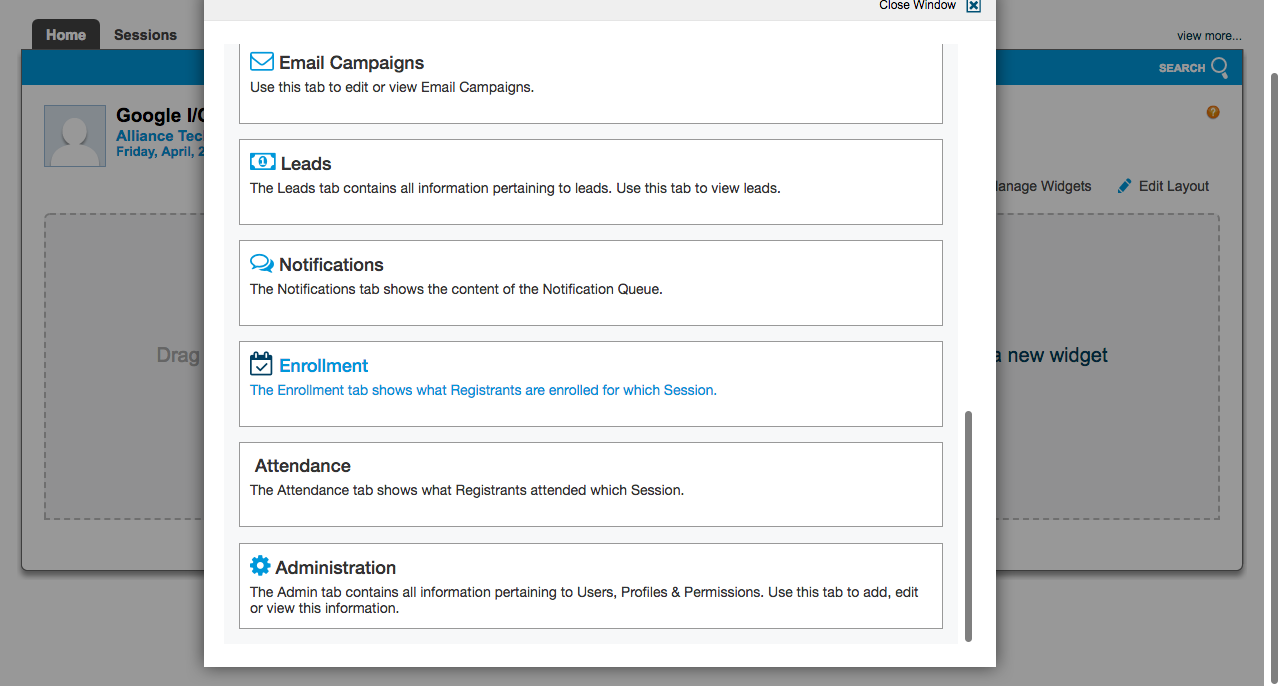 Close Window
Home
Sessions
view more...
SEARCH
Google I/
Alliance Tec
Friday, April, 2
Manage Widgets
Edit Layout
Drag
a new widget
Email Campaigns
Use this tab to edit or view Email Campaigns.
Leads
The Leads tab contains all information pertaining to leads. Use this tab to view leads.
Notifications
The Notifications tab shows the content of the Notification Queue.
Enrollment
The Enrollment tab shows what Registrants are enrolled for which Session.
Attendance
The Attendance tab shows what Registrants attended which Session.
Administration
The Admin tab contains all information pertaining to Users, Profiles & Permissions. Use this tab to add, edit
or view this information.